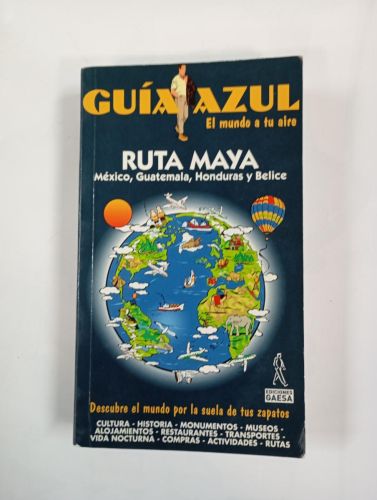 GUÍA AZUL
El mundo a tu aire
RUTA MAYA
México, Guatemala, Honduras y Belice
EDICIONES
GAESA
Descubre el mundo por la suela de tus zapatos
CULTURA - HISTORIA - MONUMENTOS - MUSEOS -
ALOJAMIENTOS - RESTAURANTES - TRANSPORTES -
VIDA NOCTURNA - COMPRAS - ACTIVIDADES - RUTAS